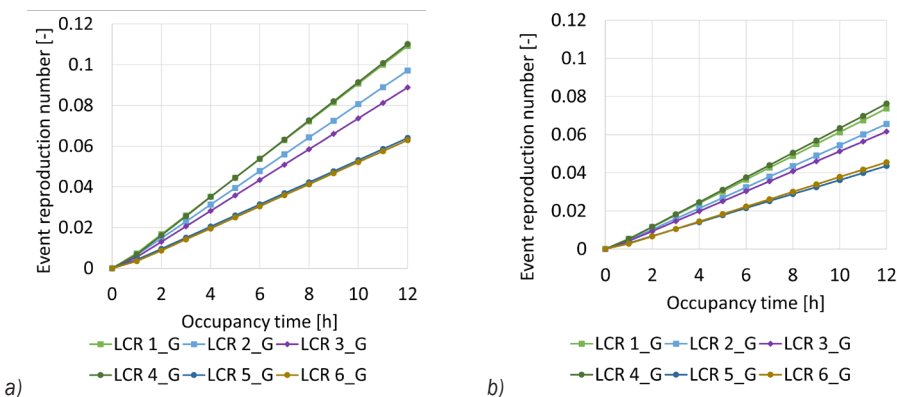 Event reproduction number [-]
0.12
0.1
0.08
0.06
0.04
0.02
0
0 2 4 6 8 10 12
Occupancy time [h]
LCR 1_G LCR 2_G LCR 3_G
LCR 4_G LCR 5_G LCR 6_G
a)
Event reproduction number [-]
0.12
0.1
0.08
0.06
0.04
0.02
0
0 2 4 6 8 10 12
Occupancy time [h]
LCR 1_G LCR 2_G LCR 3_G
LCR 4_G LCR 5_G LCR 6_G
b)